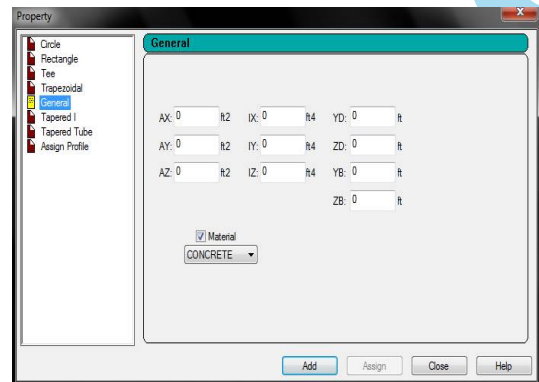 Property
Circle
Rectangle
Tee
Trapezoidal
General
Tapered I
Tapered Tube
Assign Profile
General
AX: 0 ft2 IX: 0 ft4 YD: 0 ft
AY: 0 ft2 IY: 0 ft4 ZD: 0 ft
AZ: 0 ft2 IZ: 0 ft4 YB: 0 ft
ZB: 0 ft
Material
CONCRETE
Add Assign Close Help